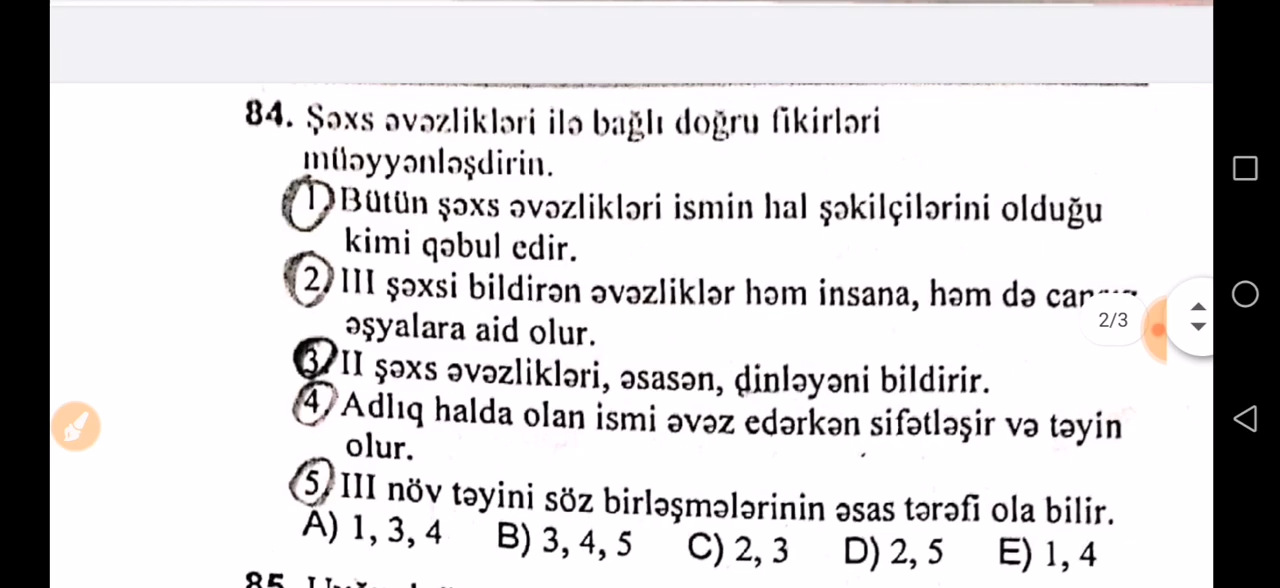 84. Şəxs əvəzlikləri ilə bağlı doğru fikirləri
müəyyənləşdirin.
1) Bütün şəxs əvəzlikləri ismin hal şəkilçilərini olduğu
kimi qəbul edir.
2) III şəxsi bildirən əvəzliklər həm insana, həm də
əşyalara aid olur.
2/3
3) II şəxs əvəzlikləri, əsasən, dinləyəni bildirir.
4) Adlıq halda olan ismi əvəz edərkən sifətləşir və təyin
olur.
5) III növ təyini söz birləşmələrinin əsas tərəfi ola bilir.
A) 1, 3, 4 B) 3, 4, 5 C) 2, 3 D) 2, 5 E) 1, 4
85.